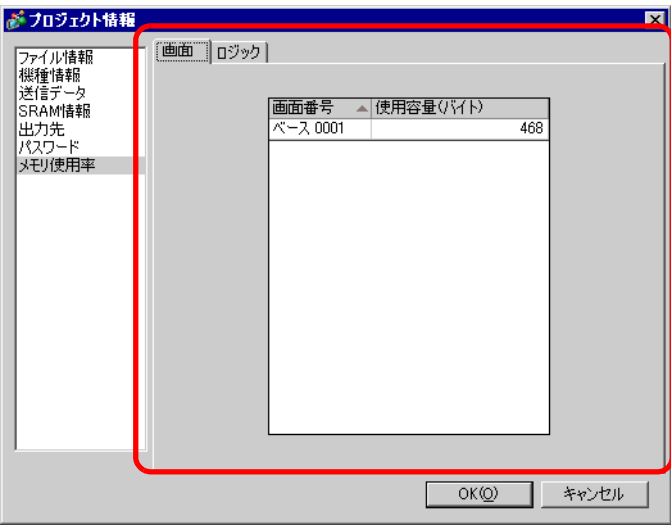 プロジェクト情報
ファイル情報
機種情報
送信データ
SRAM情報
出力先
パスワード
メモリ使用率
画面 ロジック
画面番号 使用容量(バイト)
ベース 0001 468
OK(O) キャンセル